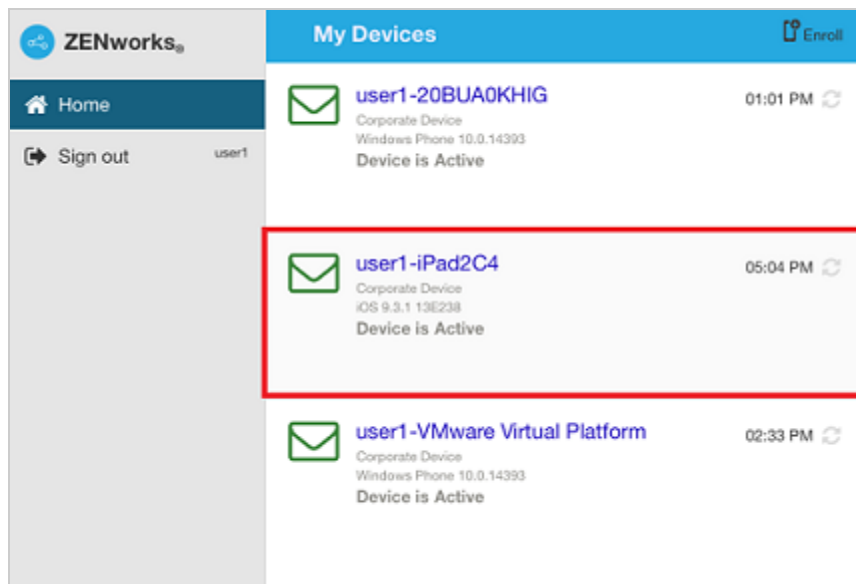 ZENworks®
My Devices
Enroll
Home
Sign out
user1
user1-20BUA0KHIG
01:01 PM
Corporate Device
Windows Phone 10.0.14393
Device is Active
user1-iPad2C4
05:04 PM
Corporate Device
iOS 9.3.1 13E238
Device is Active
user1-VMware Virtual Platform
02:33 PM
Corporate Device
Windows Phone 10.0.14393
Device is Active